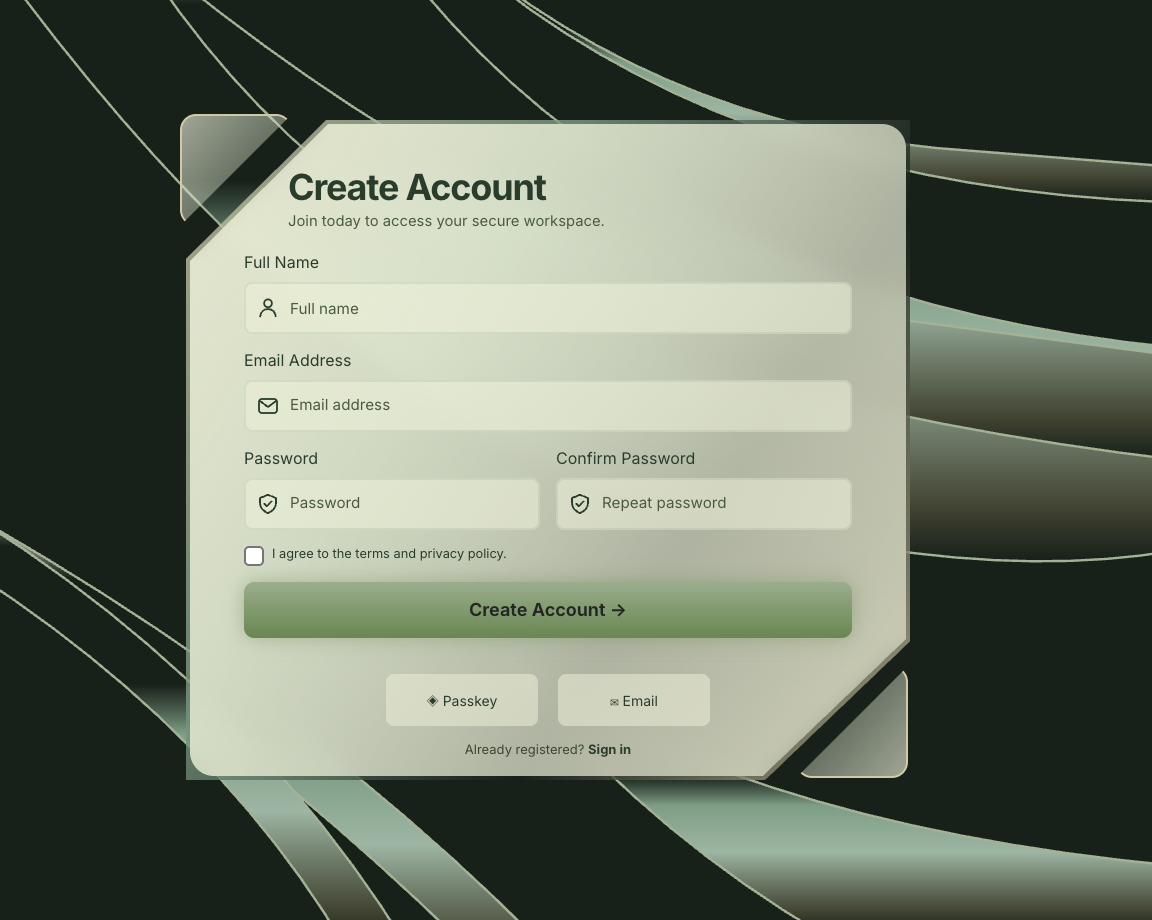 Create Account
Join today to access your secure workspace.
Full Name
Full name
Email Address
Email address
Password
Confirm Password
Password
Repeat password
I agree to the terms and privacy policy.
Create Account →
◈ Passkey
✉ Email
Already registered? Sign in